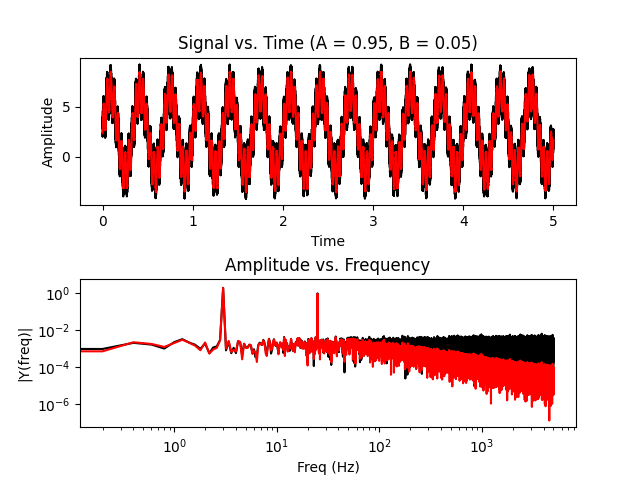 Signal vs. Time (A = 0.95, B = 0.05)
Amplitude
5
0
0 1 2 3 4 5
Time
Amplitude vs. Frequency
|Y(freq)|
10⁰
10⁻²
10⁻⁴
10⁻⁶
10⁰ 10¹ 10² 10³
Freq (Hz)